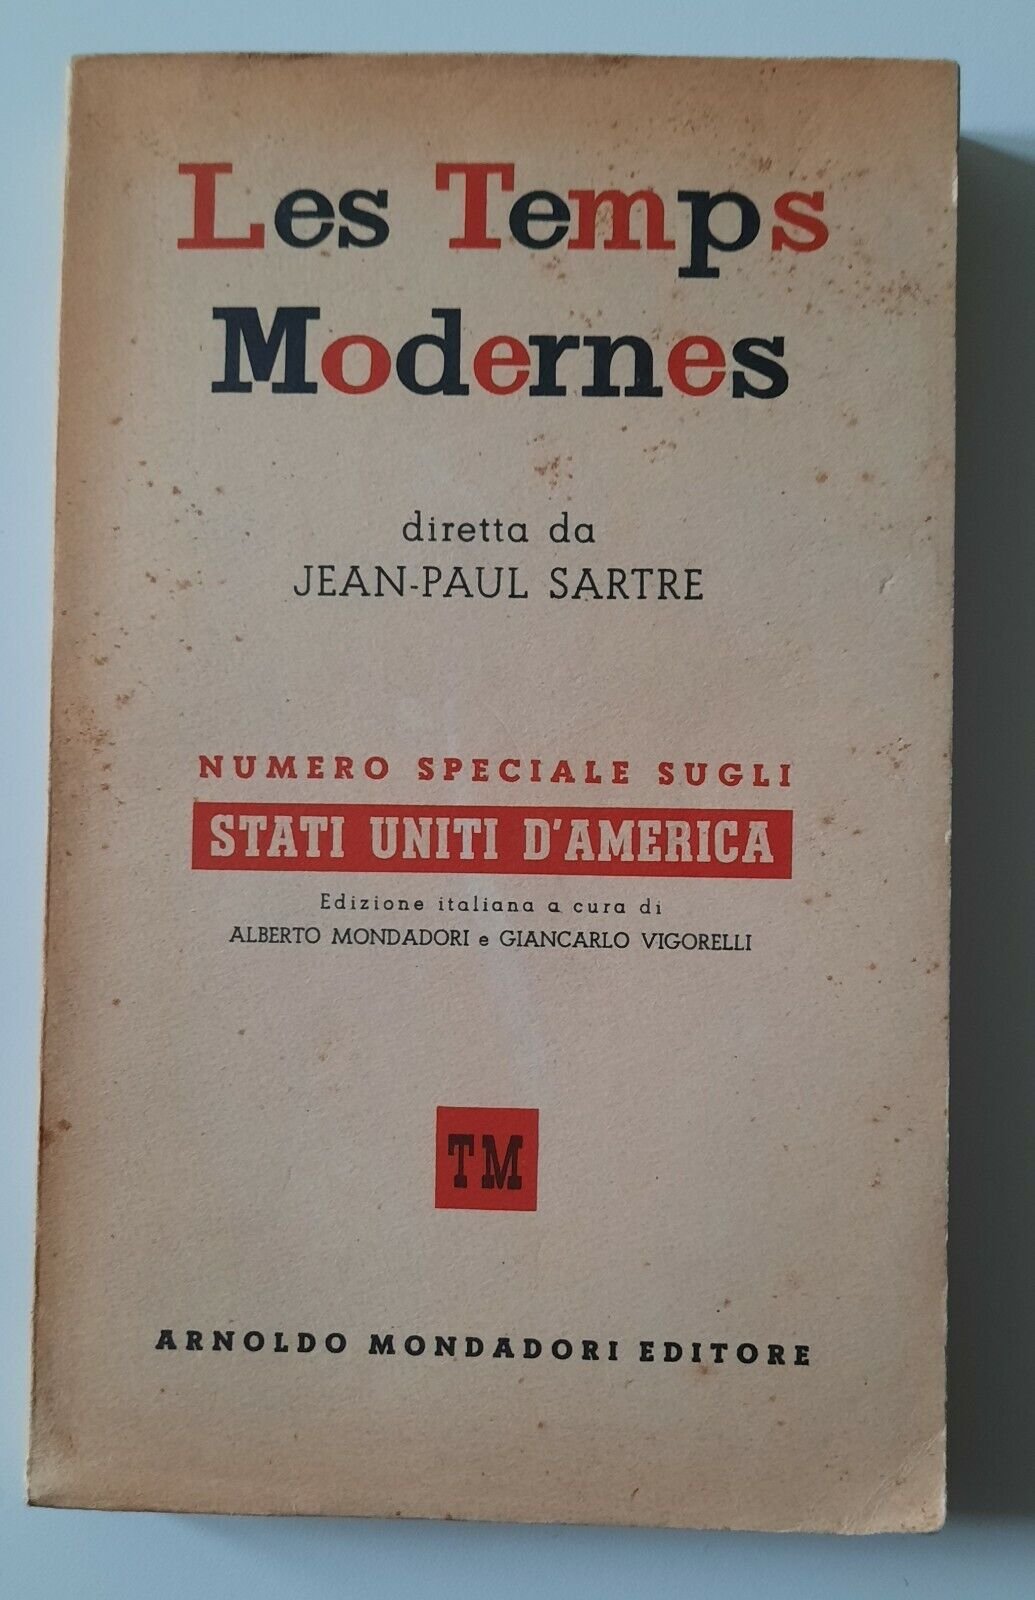 Les Temps
Modernes
diretta da
JEAN-PAUL SARTRE
NUMERO SPECIALE SUGLI
STATI UNITI D'AMERICA
Edizione italiana a cura di
ALBERTO MONDADORI e GIANCARLO VIGORELLI
TM
ARNOLDO MONDADORI EDITORE